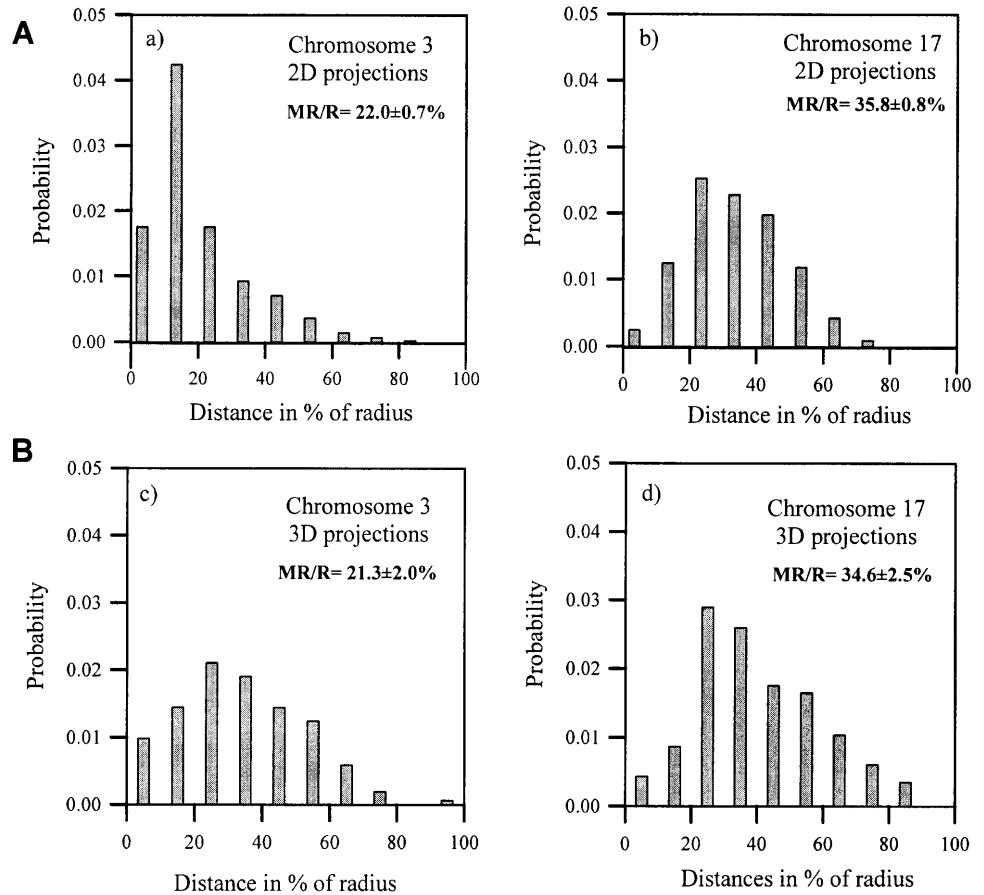 A
a)
Chromosome 3
2D projections
MR/R= 22.0±0.7%
Probability
0.05
0.04
0.03
0.02
0.01
0.00
0 20 40 60 80 100
Distance in % of radius
b)
Chromosome 17
2D projections
MR/R= 35.8±0.8%
Probability
0.05
0.04
0.03
0.02
0.01
0.00
0 20 40 60 80 100
Distance in % of radius
B
c)
Chromosome 3
3D projections
MR/R= 21.3±2.0%
Probability
0.05
0.04
0.03
0.02
0.01
0.00
0 20 40 60 80 100
Distance in % of radius
d)
Chromosome 17
3D projections
MR/R= 34.6±2.5%
Probability
0.05
0.04
0.03
0.02
0.01
0.00
0 20 40 60 80 100
Distances in % of radius